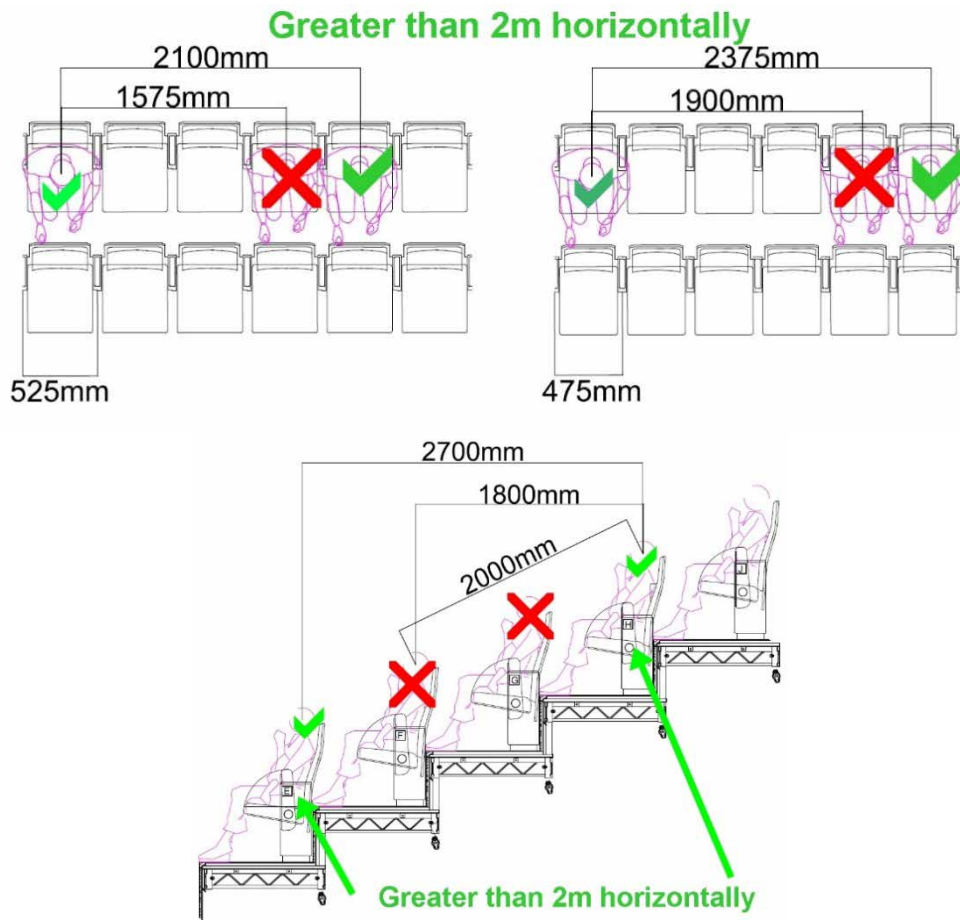 Greater than 2m horizontally
2100mm
2375mm
1575mm
1900mm
525mm
475mm
2700mm
1800mm
2000mm
J
H
G
F
E
Greater than 2m horizontally